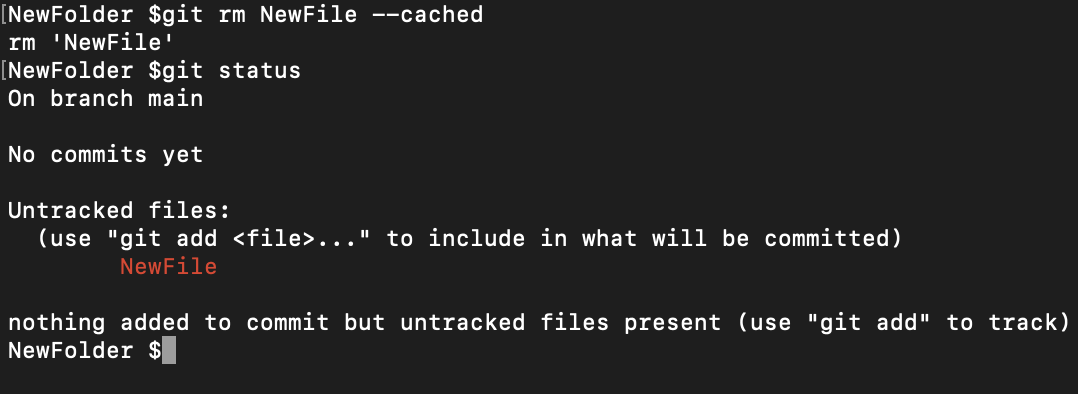 [NewFolder $git rm NewFile --cached
rm 'NewFile'
[NewFolder $git status
On branch main
No commits yet
Untracked files:
(use "git add <file>..." to include in what will be committed)
NewFile
nothing added to commit but untracked files present (use "git add" to track)
NewFolder $